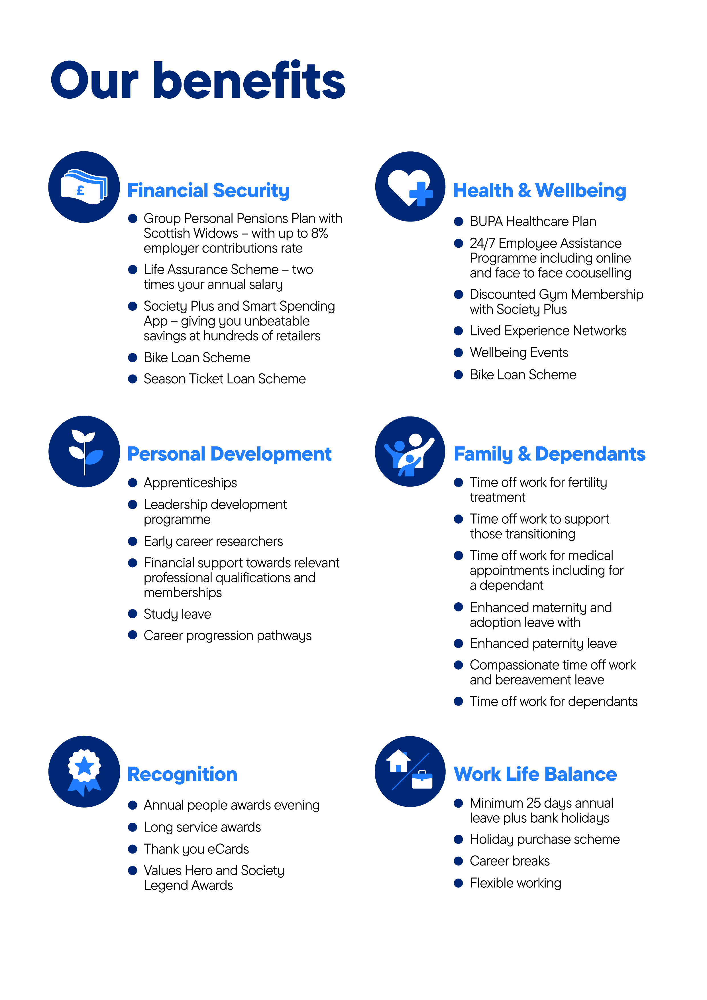 Our benefits
£
Financial Security
Group Personal Pensions Plan with
Scottish Widows – with up to 8%
employer contributions rate
Life Assurance Scheme – two
times your annual salary
Society Plus and Smart Spending
App – giving you unbeatable
savings at hundreds of retailers
Bike Loan Scheme
Season Ticket Loan Scheme
Health & Wellbeing
BUPA Healthcare Plan
24/7 Employee Assistance
Programme including online
and face to face coouselling
Discounted Gym Membership
with Society Plus
Lived Experience Networks
Wellbeing Events
Bike Loan Scheme
Personal Development
Apprenticeships
Leadership development
programme
Early career researchers
Financial support towards relevant
professional qualifications and
memberships
Study leave
Career progression pathways
Family & Dependants
Time off work for fertility
treatment
Time off work to support
those transitioning
Time off work for medical
appointments including for
a dependant
Enhanced maternity and
adoption leave with
Enhanced paternity leave
Compassionate time off work
and bereavement leave
Time off work for dependants
Recognition
Annual people awards evening
Long service awards
Thank you eCards
Values Hero and Society
Legend Awards
Work Life Balance
Minimum 25 days annual
leave plus bank holidays
Holiday purchase scheme
Career breaks
Flexible working